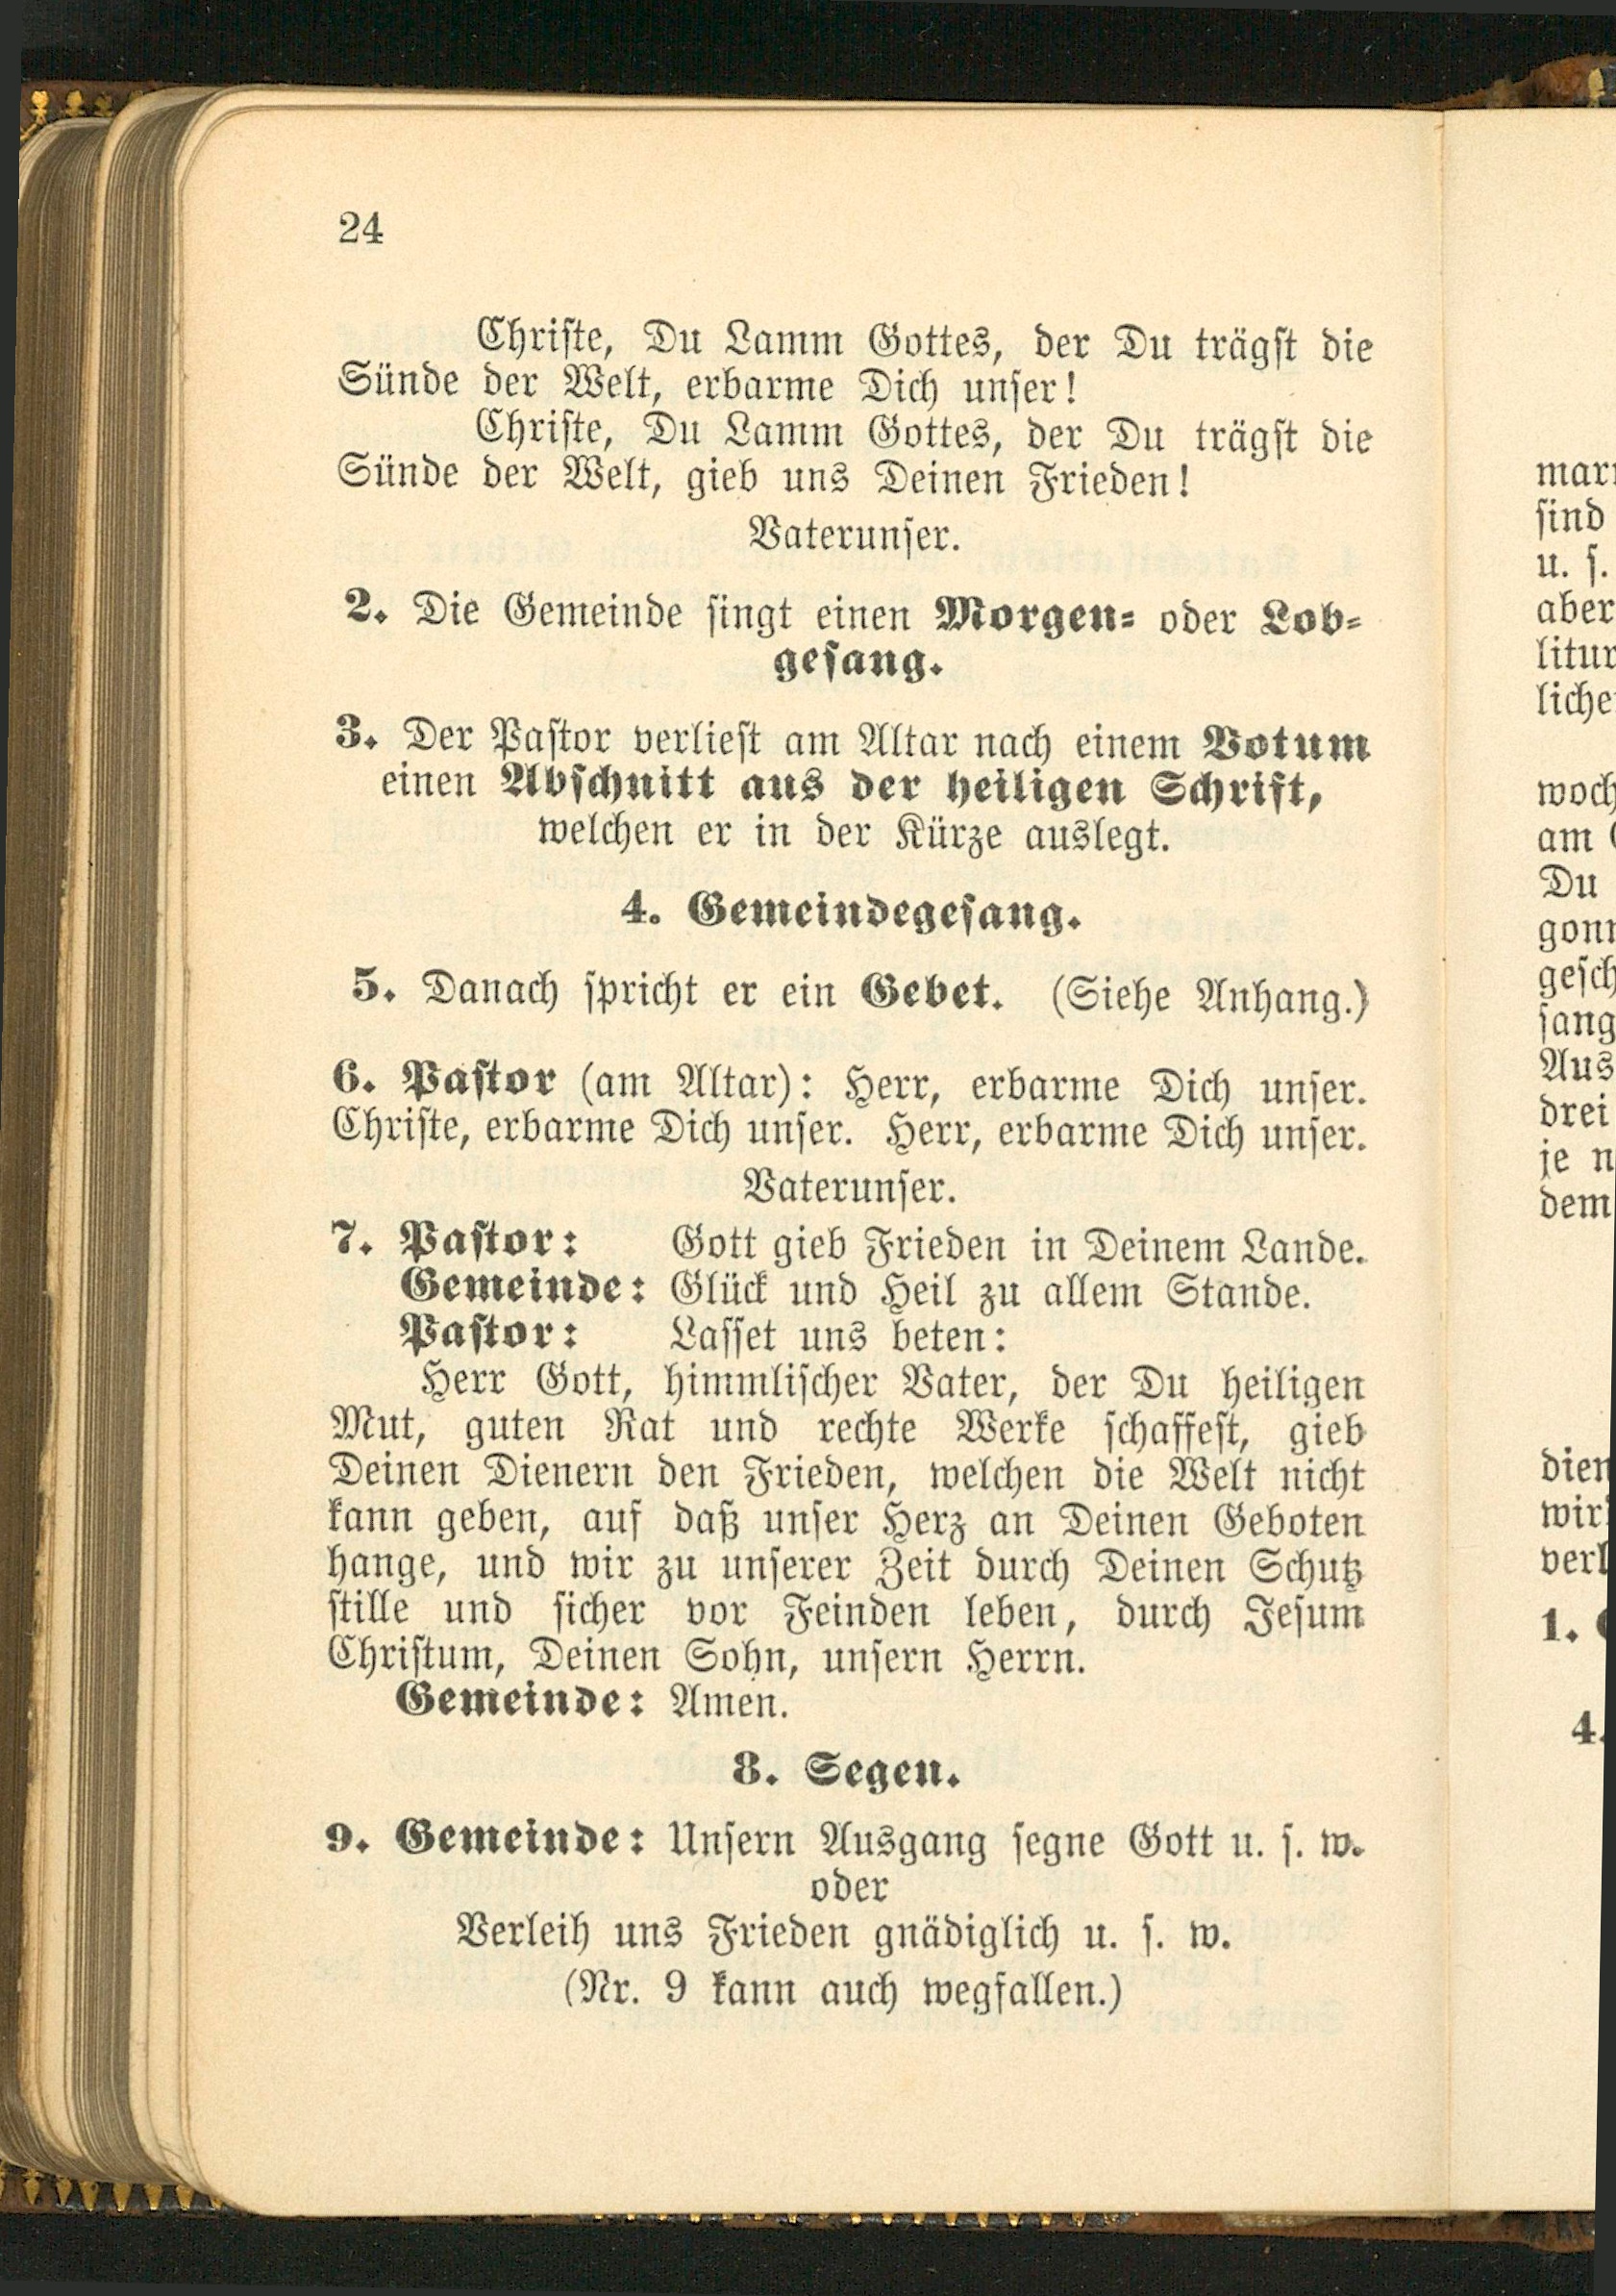 24
Christe, Du Lamm Gottes, der Du trägst die
Sünde der Welt, erbarme Dich unser!
Christe, Du Lamm Gottes, der Du trägst die
Sünde der Welt, gieb uns Deinen Frieden!
Vaterunser.
2. Die Gemeinde singt einen Morgen- oder Lob-
gesang.
3. Der Pastor verliest am Altar nach einem Votum
einen Abschnitt aus der heiligen Schrift,
welchen er in der Kürze auslegt.
4. Gemeindegesang.
5. Danach spricht er ein Gebet. (Siehe Anhang.)
6. Pastor (am Altar): Herr, erbarme Dich unser.
Christe, erbarme Dich unser. Herr, erbarme Dich unser.
Vaterunser.
7. Pastor: Gott gieb Frieden in Deinem Lande.
Gemeinde: Glück und Heil zu allem Stande.
Pastor: Lasset uns beten:
Herr Gott, himmlischer Vater, der Du heiligen
Mut, guten Rat und rechte Werke schaffest, gieb
Deinen Dienern den Frieden, welchen die Welt nicht
kann geben, auf daß unser Herz an Deinen Geboten
hange, und wir zu unserer Zeit durch Deinen Schutz
stille und sicher vor Feinden leben, durch Jesum
Christum, Deinen Sohn, unsern Herrn.
Gemeinde: Amen.
8. Segen.
9. Gemeinde: Unsern Ausgang segne Gott u. s. w.
oder
Verleih uns Frieden gnädiglich u. s. w.
(Nr. 9 kann auch wegfallen.)
sind
u. s.
aber
am
Du
drei
dem
1.
4.